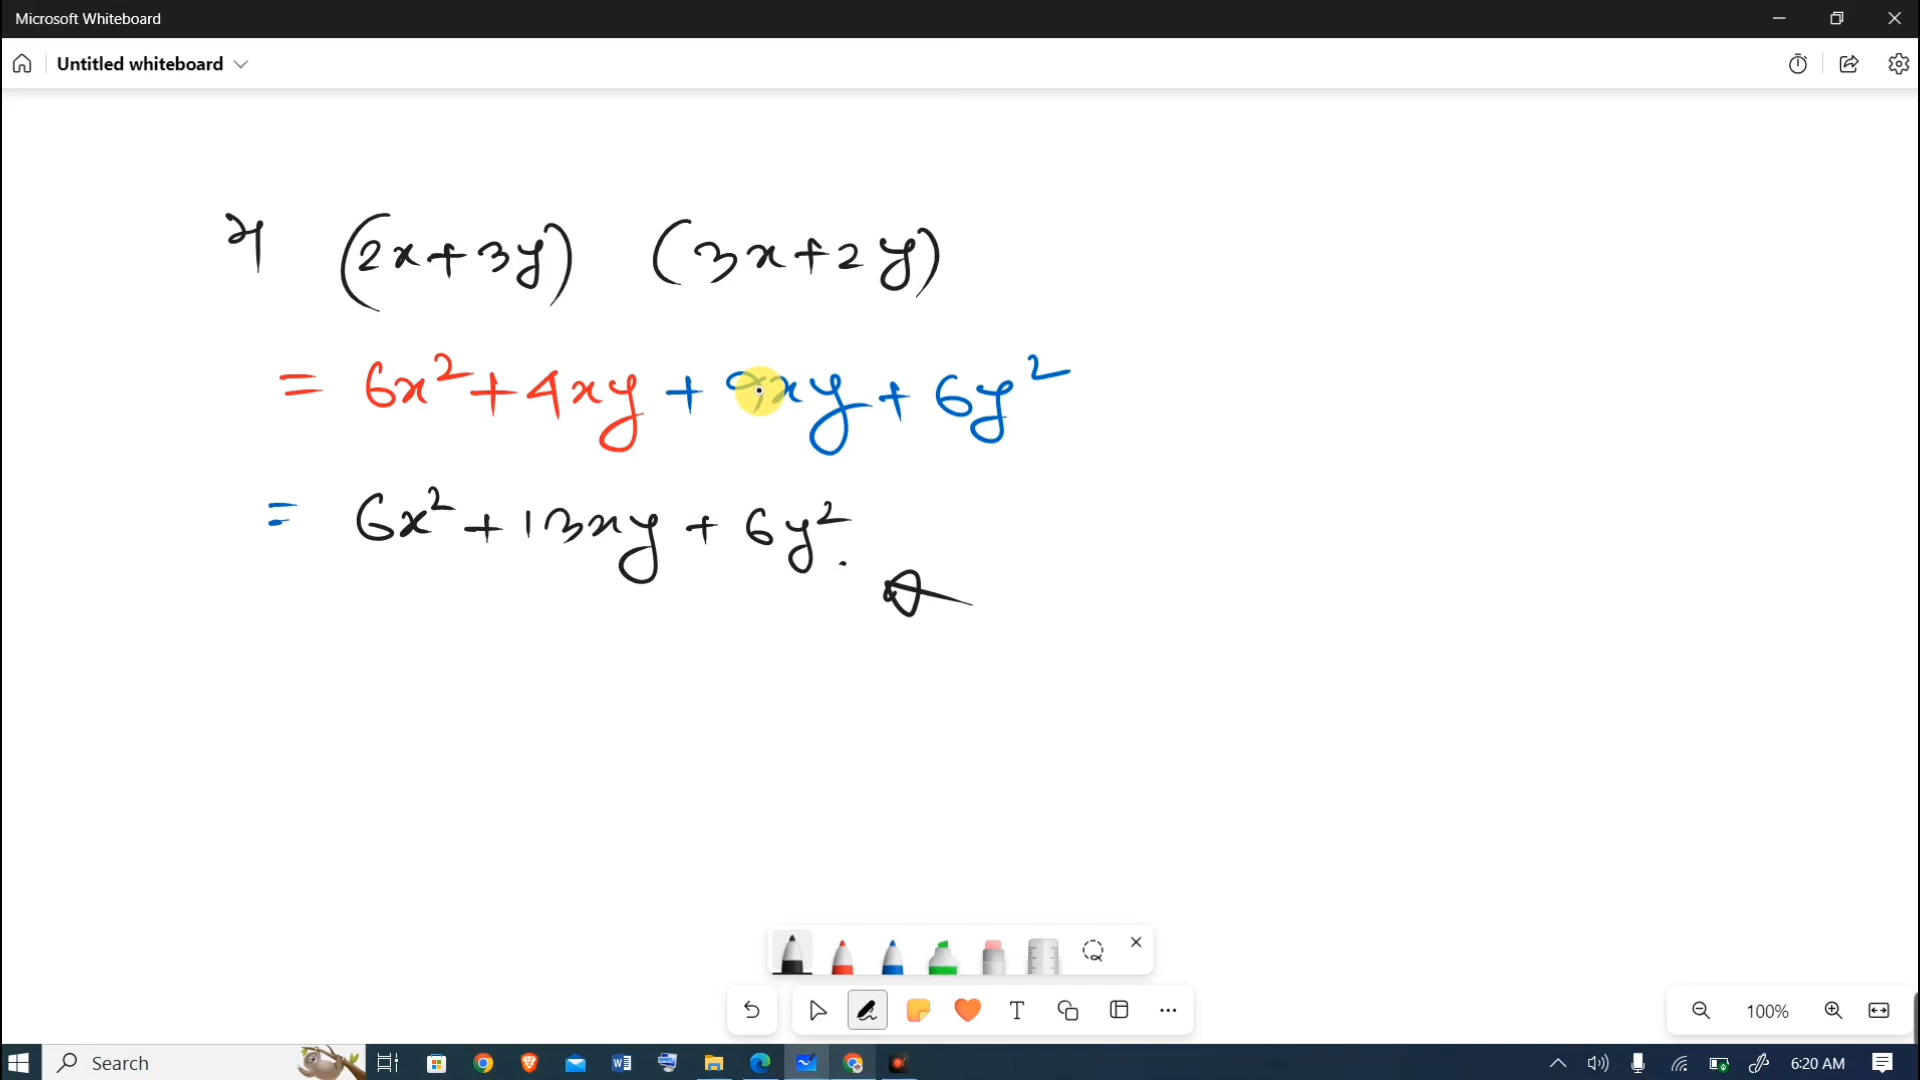 Microsoft Whiteboard
Untitled whiteboard
(2x+3y) (3x+2y)
= 6x²+4xy+9xy+6y²
= 6x²+13xy+6y².
T
100%
Search
6:20 AM